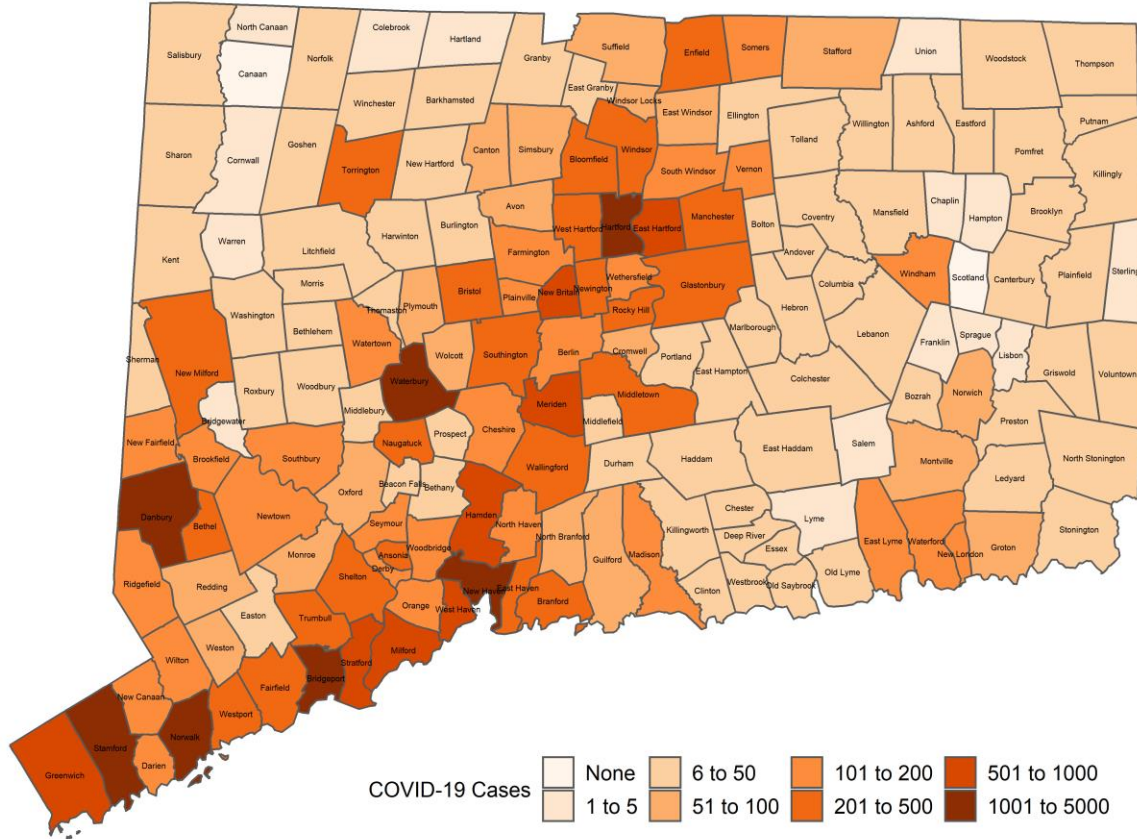 North Canaan
Colebrook
Hartland
Suffield
Enfield
Somers
Stafford
Union
Woodstock
Thompson
Salisbury
Canaan
Norfolk
Granby
East Granby
Windsor Locks
Winchester
Barkhamsted
East Windsor
Ellington
Tolland
Willington
Ashford
Eastford
Putnam
Pomfret
Killingly
Sharon
Cornwall
Goshen
Torrington
New Hartford
Canton
Simsbury
Bloomfield
Windsor
South Windsor
Vernon
Avon
West Hartford
Hartford
East Hartford
Manchester
Bolton
Coventry
Mansfield
Chaplin
Hampton
Brooklyn
Kent
Warren
Litchfield
Harwinton
Burlington
Farmington
Wethersfield
Newington
Glastonbury
Andover
Columbia
Windham
Scotland
Canterbury
Plainfield
Sterling
Morris
Washington
Bethlehem
Thomaston
Plymouth
Bristol
Plainville
New Britain
Rocky Hill
Hebron
Marlborough
Lebanon
Franklin
Sprague
Lisbon
Griswold
Voluntown
Sherman
New Milford
Roxbury
Woodbury
Watertown
Waterbury
Wolcott
Southington
Berlin
Cromwell
Portland
East Hampton
Colchester
Bozrah
Norwich
Preston
Bridgewater
Middlebury
Naugatuck
Prospect
Cheshire
Meriden
Middletown
Middlefield
New Fairfield
Brookfield
Southbury
Oxford
Beacon Falls
Bethany
Wallingford
Durham
Haddam
East Haddam
Salem
Montville
Ledyard
North Stonington
Danbury
Bethel
Newtown
Seymour
Woodbridge
Hamden
North Haven
North Branford
Guilford
Madison
Killingworth
Chester
Deep River
Essex
Lyme
East Lyme
Waterford
New London
Groton
Stonington
Ridgefield
Redding
Monroe
Shelton
Ansonia
Derby
Orange
West Haven
New Haven
East Haven
Branford
Clinton
Westbrook
Old Saybrook
Old Lyme
Easton
Trumbull
Weston
Wilton
New Canaan
Westport
Fairfield
Bridgeport
Stratford
Milford
Greenwich
Stamford
Darien
Norwalk
COVID-19 Cases
None
1 to 5
6 to 50
51 to 100
101 to 200
201 to 500
501 to 1000
1001 to 5000